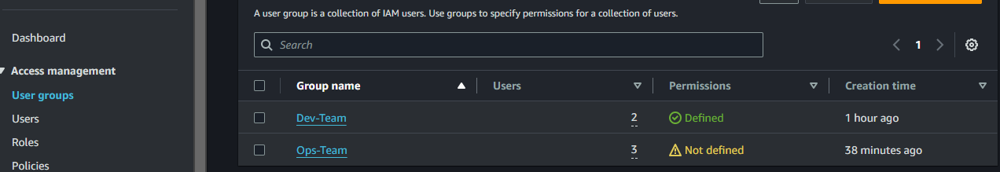 A user group is a collection of IAM users. Use groups to specify permissions for a collection of users.
Dashboard
Search
1
Access management
Group name Users Permissions Creation time
User groups
Users
Dev-Team 2 Defined 1 hour ago
Roles
Ops-Team 3 Not defined 38 minutes ago
Policies